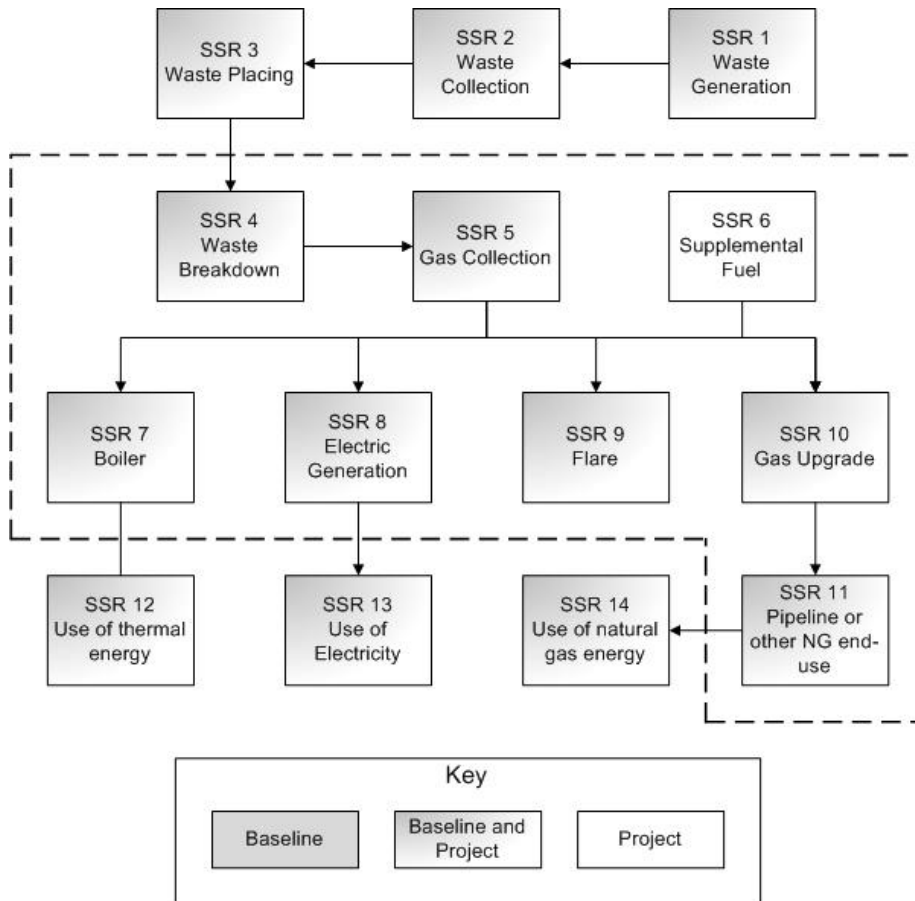 SSR 3
Waste Placing
SSR 2
Waste
Collection
SSR 1
Waste
Generation
SSR 4
Waste
Breakdown
SSR 5
Gas Collection
SSR 6
Supplemental
Fuel
SSR 7
Boiler
SSR 8
Electric
Generation
SSR 9
Flare
SSR 10
Gas Upgrade
SSR 12
Use of thermal
energy
SSR 13
Use of
Electricity
SSR 14
Use of natural
gas energy
SSR 11
Pipeline or
other NG end-
use
Key
Baseline
Baseline and
Project
Project